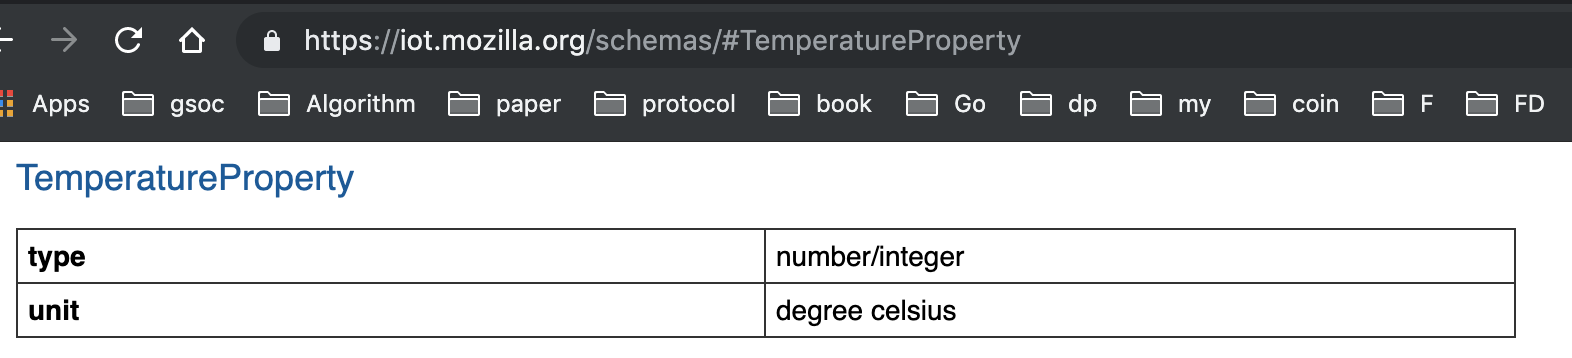 https://iot.mozilla.org/schemas/#TemperatureProperty
Apps gsoc Algorithm paper protocol book Go dp my coin F FD
TemperatureProperty
type number/integer
unit degree celsius